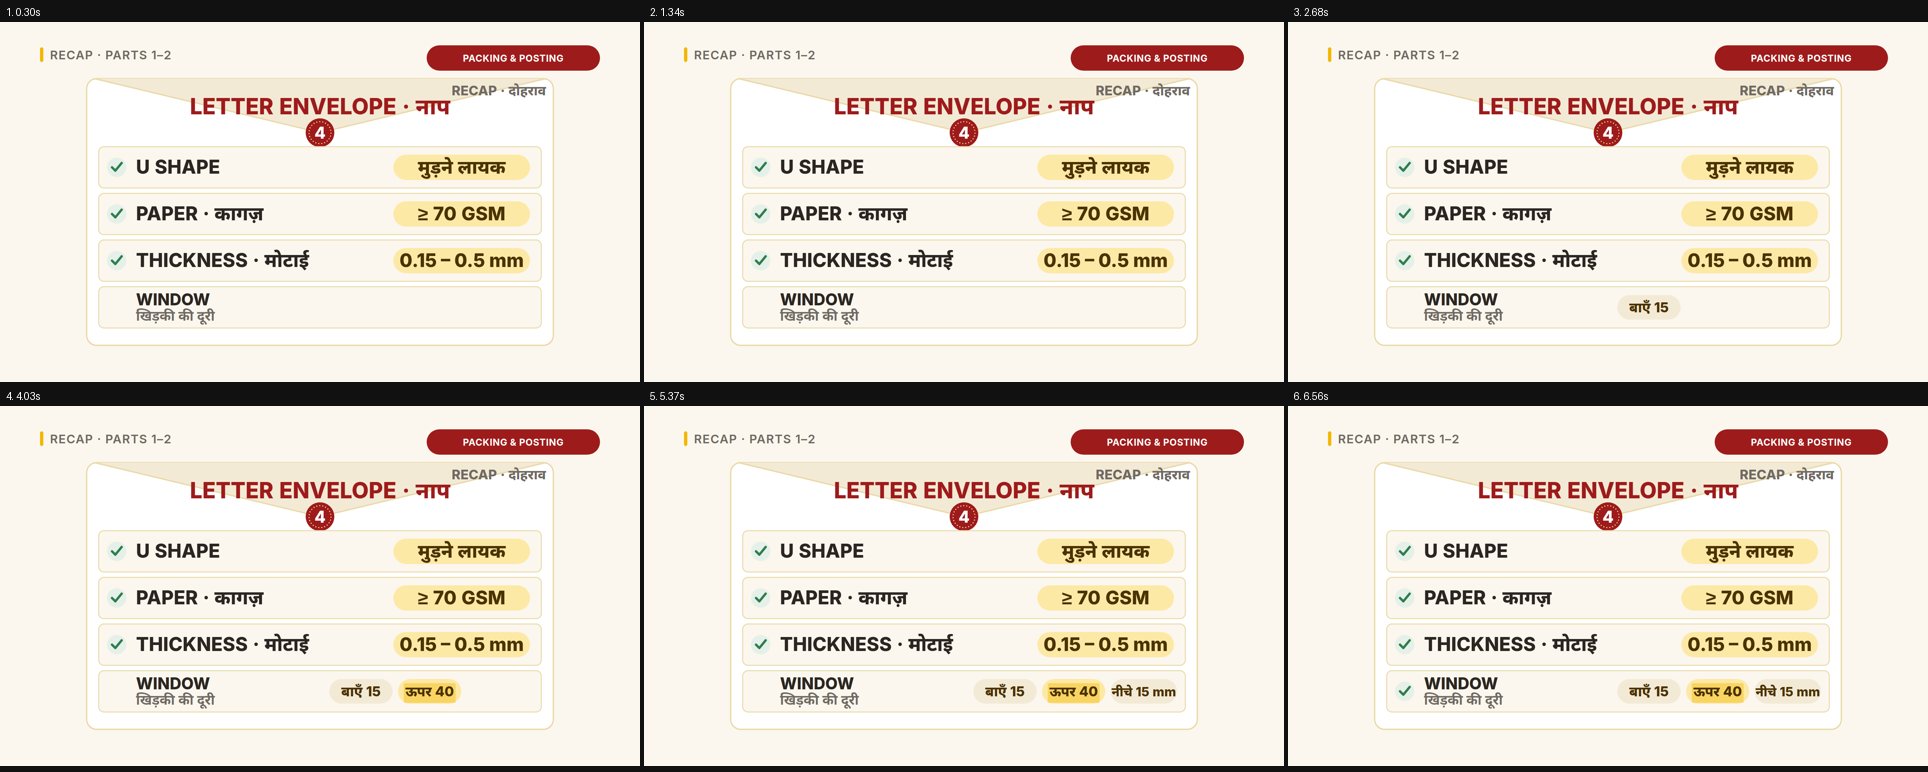 1. 0.30s
RECAP · PARTS 1–2
PACKING & POSTING
RECAP · दोहराव
LETTER ENVELOPE · नाप
4
U SHAPE मुड़ने लायक
PAPER · कागज़ ≥ 70 GSM
THICKNESS · मोटाई 0.15 – 0.5 mm
WINDOW
खिड़की की दूरी
2. 1.34s
RECAP · PARTS 1–2
PACKING & POSTING
RECAP · दोहराव
LETTER ENVELOPE · नाप
4
U SHAPE मुड़ने लायक
PAPER · कागज़ ≥ 70 GSM
THICKNESS · मोटाई 0.15 – 0.5 mm
WINDOW
खिड़की की दूरी
3. 2.68s
RECAP · PARTS 1–2
PACKING & POSTING
RECAP · दोहराव
LETTER ENVELOPE · नाप
4
U SHAPE मुड़ने लायक
PAPER · कागज़ ≥ 70 GSM
THICKNESS · मोटाई 0.15 – 0.5 mm
WINDOW
खिड़की की दूरी
बाएँ 15
4. 4.03s
RECAP · PARTS 1–2
PACKING & POSTING
RECAP · दोहराव
LETTER ENVELOPE · नाप
4
U SHAPE मुड़ने लायक
PAPER · कागज़ ≥ 70 GSM
THICKNESS · मोटाई 0.15 – 0.5 mm
WINDOW
खिड़की की दूरी
बाएँ 15 ऊपर 40
5. 5.37s
RECAP · PARTS 1–2
PACKING & POSTING
RECAP · दोहराव
LETTER ENVELOPE · नाप
4
U SHAPE मुड़ने लायक
PAPER · कागज़ ≥ 70 GSM
THICKNESS · मोटाई 0.15 – 0.5 mm
WINDOW
खिड़की की दूरी
बाएँ 15 ऊपर 40 नीचे 15 mm
6. 6.56s
RECAP · PARTS 1–2
PACKING & POSTING
RECAP · दोहराव
LETTER ENVELOPE · नाप
4
U SHAPE मुड़ने लायक
PAPER · कागज़ ≥ 70 GSM
THICKNESS · मोटाई 0.15 – 0.5 mm
WINDOW
खिड़की की दूरी
बाएँ 15 ऊपर 40 नीचे 15 mm